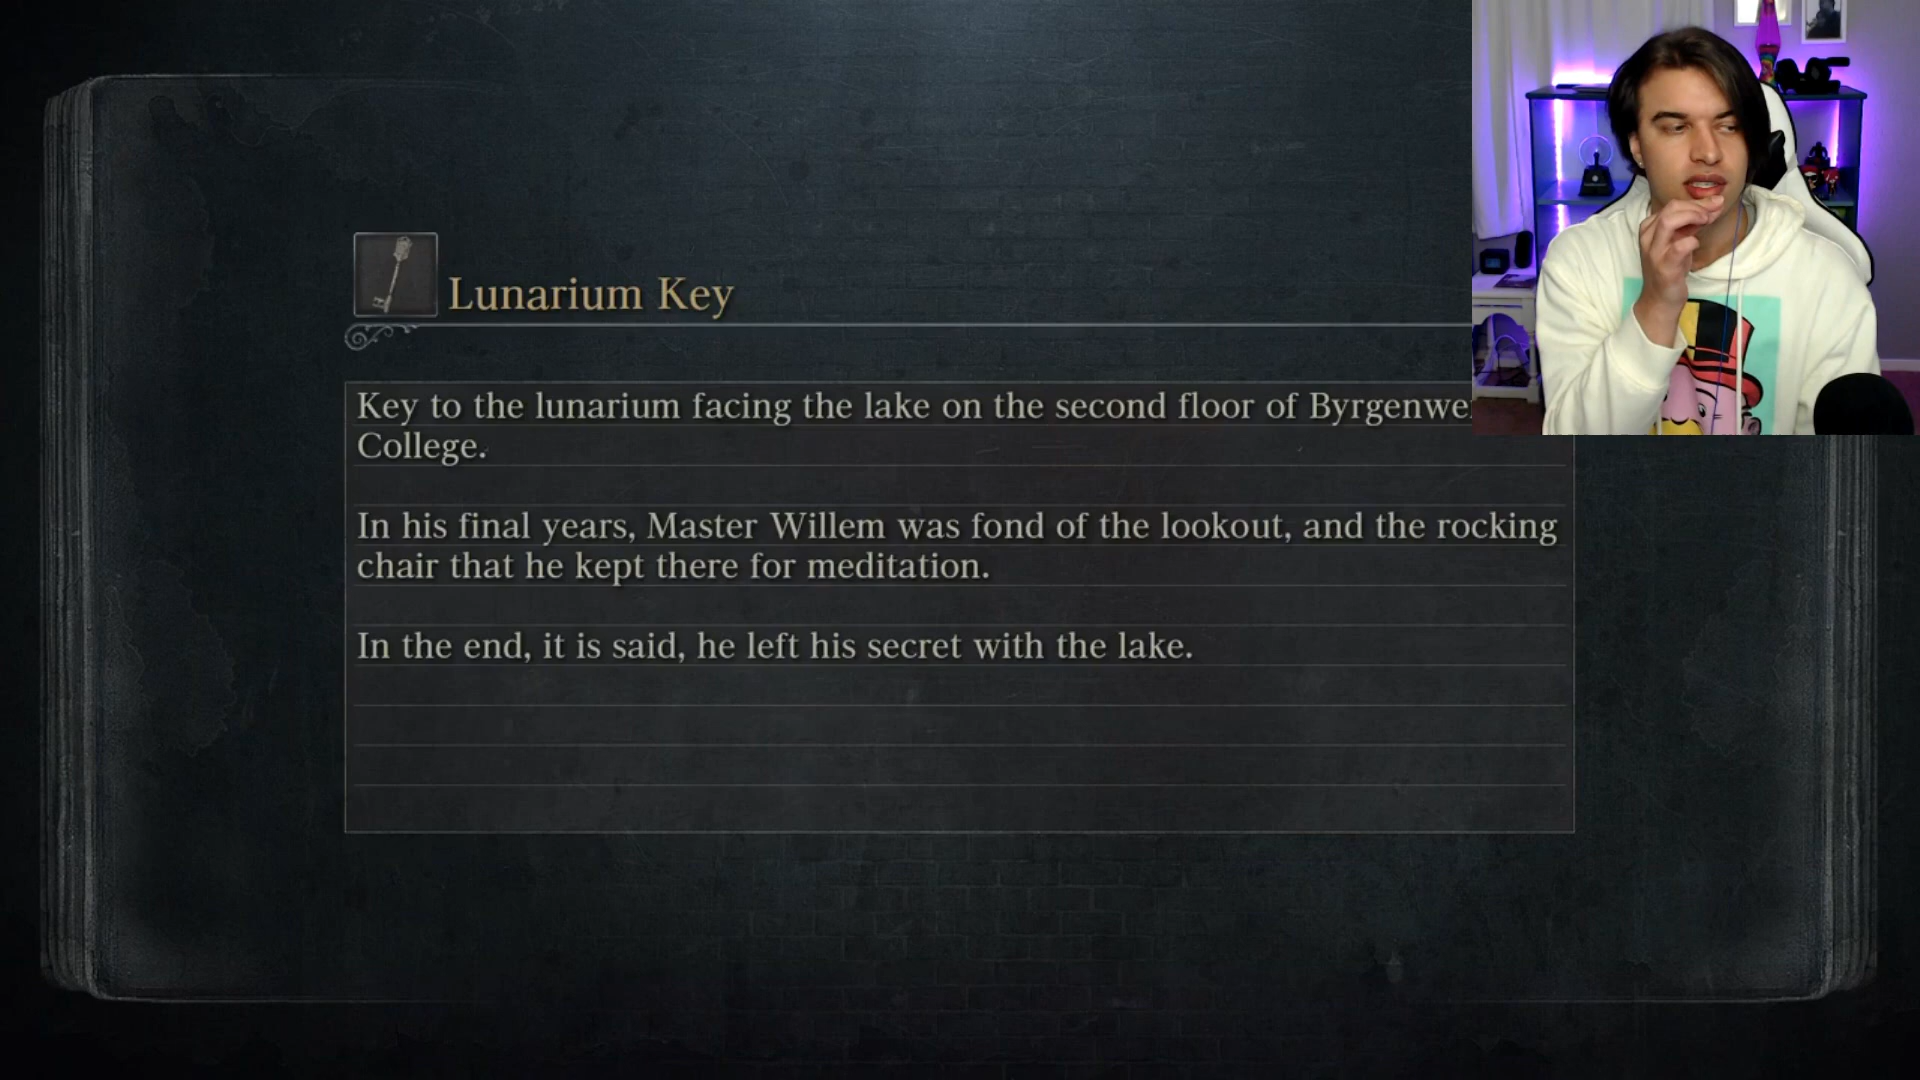 Lunarium Key
Key to the lunarium facing the lake on the second floor of
College.
In his final years, Master Willem was fond of the lookout, and the rocking
chair that he kept there for meditation.
In the end, it is said, he left his secret with the lake.